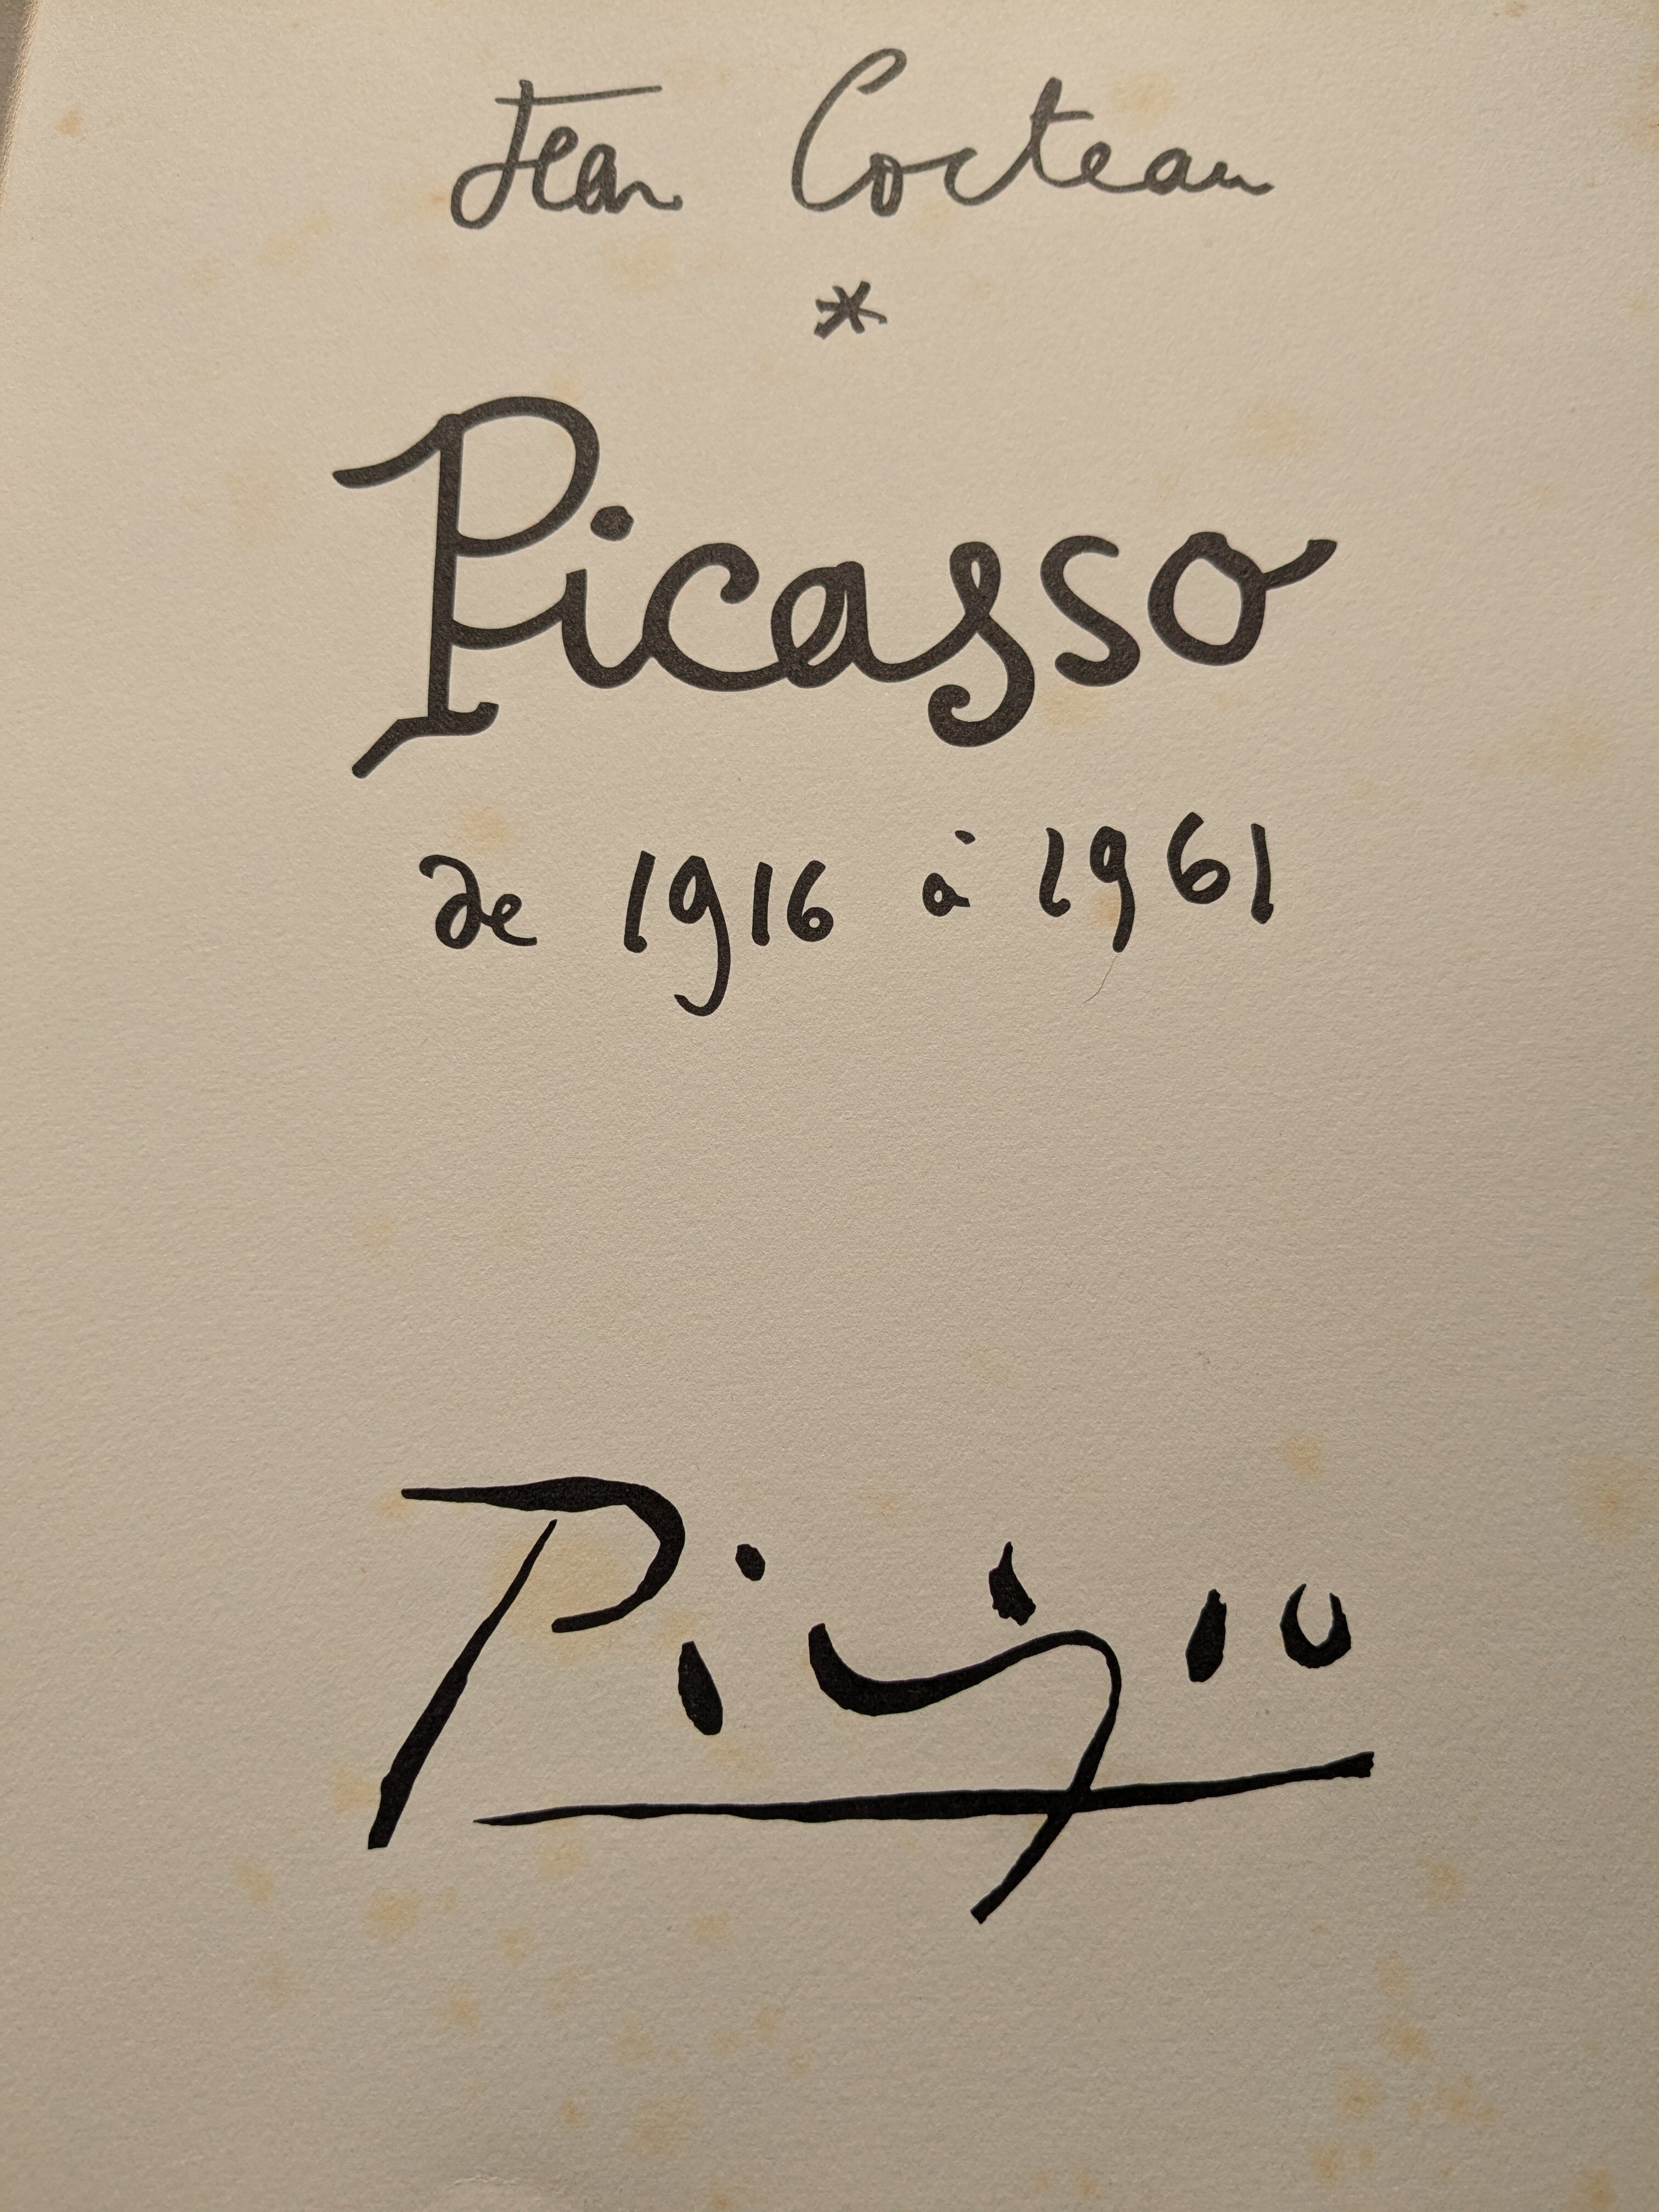 Jean Cocteau
*
Picasso
de 1916 à 1961
Picasso